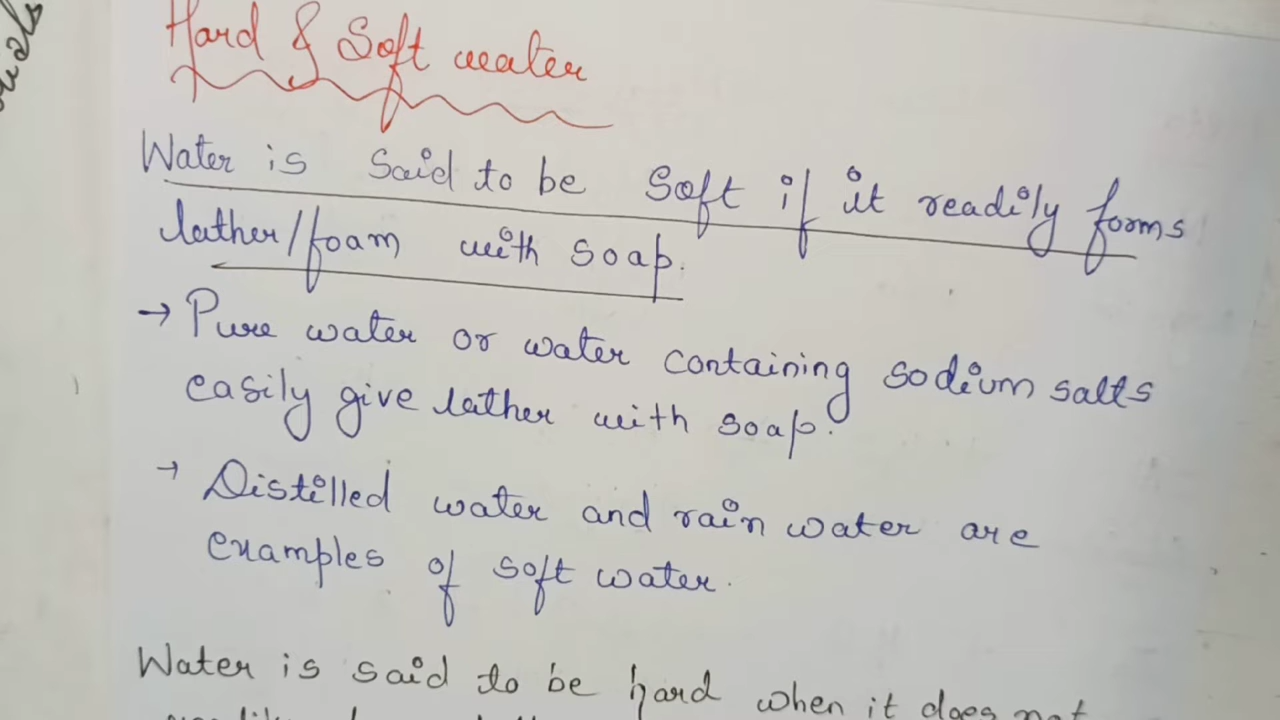 Hard & Soft water
Water is said to be soft if it readily forms
lather/foam with soap.
→ Pure water or water containing sodium salts
easily give lather with soap.
→ Distilled water and rain water are
examples of soft water.
Water is said to be hard when it does not